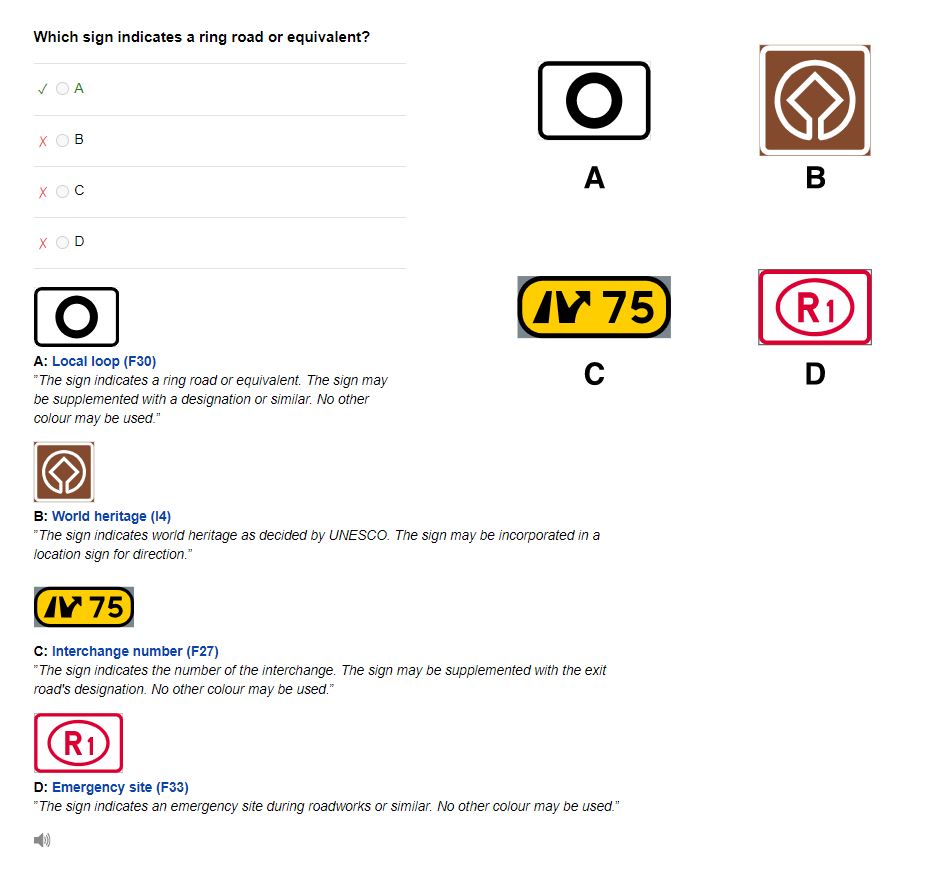 Which sign indicates a ring road or equivalent?
A
B
C
D
A
B
75
R1
C
D
A: Local loop (F30)
"The sign indicates a ring road or equivalent. The sign may
be supplemented with a designation or similar. No other
colour may be used."
B: World heritage (I4)
"The sign indicates world heritage as decided by UNESCO. The sign may be incorporated in a
location sign for direction."
75
C: Interchange number (F27)
"The sign indicates the number of the interchange. The sign may be supplemented with the exit
road's designation. No other colour may be used."
R1
D: Emergency site (F33)
"The sign indicates an emergency site during roadworks or similar. No other colour may be used."